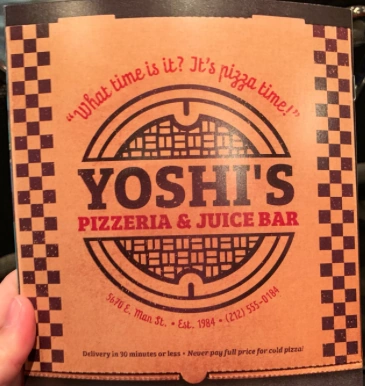 "What time is it? It's pizza time!"
YOSHI'S
PIZZERIA & JUICE BAR
5670 E. Man St. • Est. 1984 • (212) 555-0184
Delivery in 30 minutes or less • Never pay full price for cold pizza!